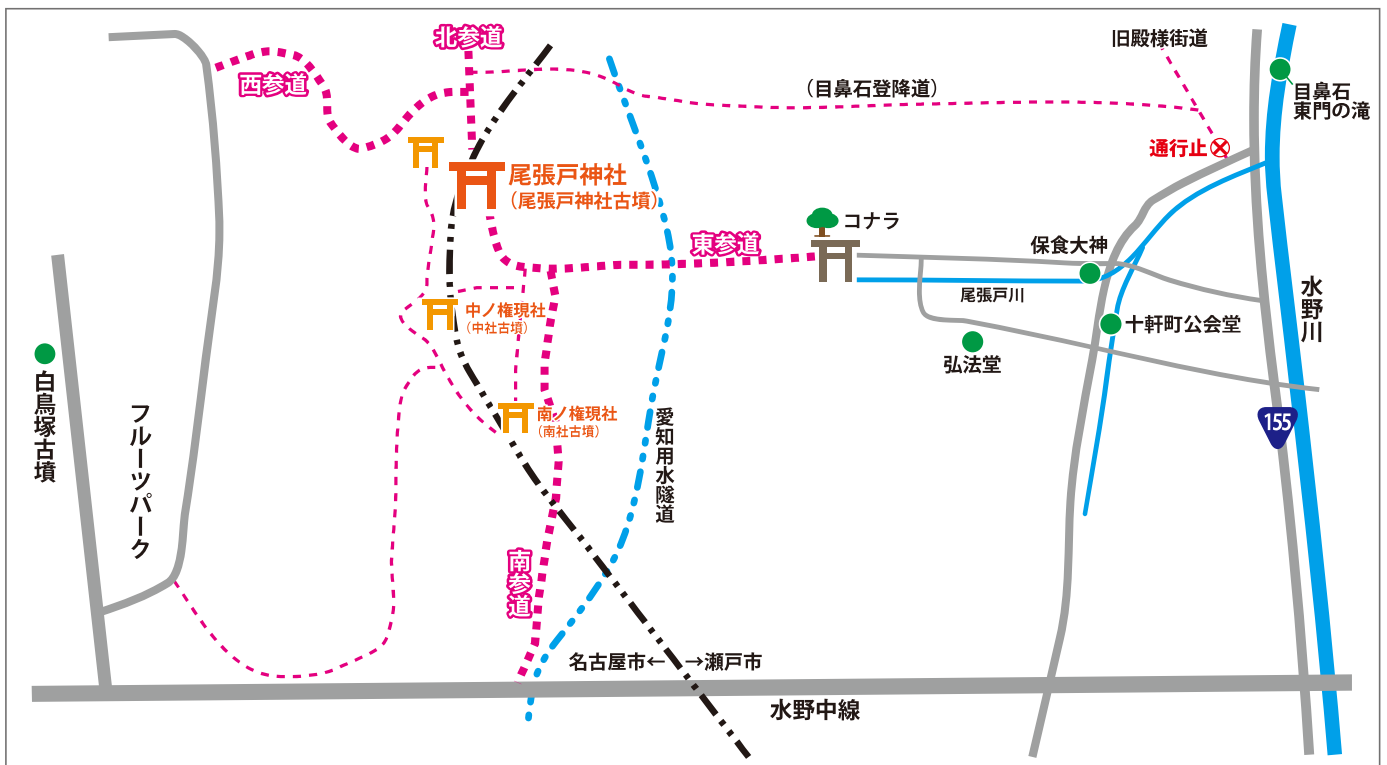 北参道
旧殿様街道
西参道
(目鼻石登降道)
目鼻石
東門の滝
通行止
尾張戸神社
(尾張戸神社古墳)
コナラ
東参道
保食大神
尾張戸川
水野川
中ノ権現社
(中社古墳)
十軒町公会堂
弘法堂
白鳥塚古墳
フルーツパーク
南ノ権現社
(南社古墳)
愛知用水隧道
155
南参道
名古屋市← →瀬戸市
水野中線